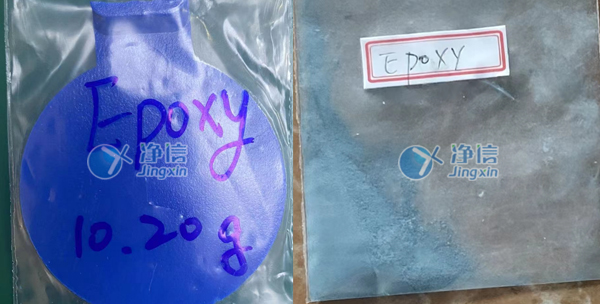 Epoxy
净信
Jingxin
10.20g
EPOXY
净信
Jingxin